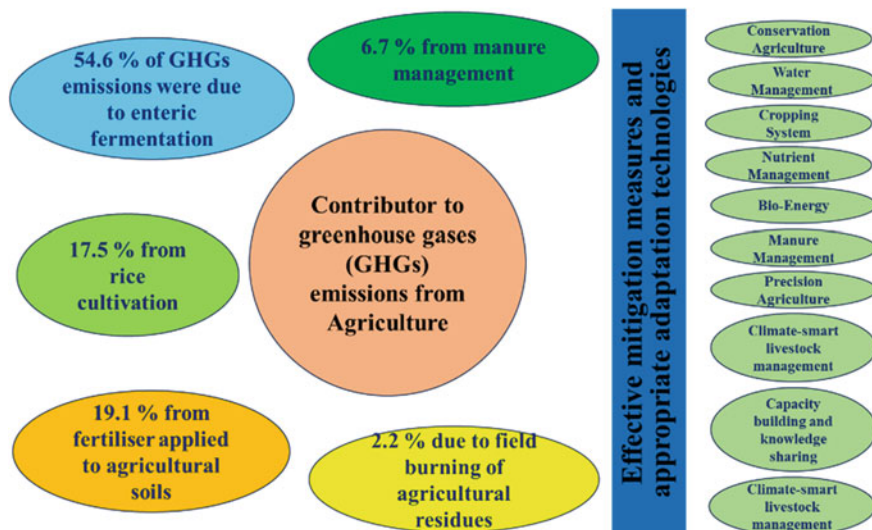 54.6 % of GHGs
emissions were due
to enteric
fermentation
6.7 % from manure
management
17.5 % from
rice
cultivation
Contributor to
greenhouse gases
(GHGs)
emissions from
Agriculture
19.1 % from
fertiliser applied
to agricultural
soils
2.2 % due to field
burning of
agricultural
residues
Effective mitigation measures and
appropriate adaptation technologies
Conservation
Agriculture
Water
Management
Cropping
System
Nutrient
Management
Bio-Energy
Manure
Management
Precision
Agriculture
Climate-smart
livestock
management
Capacity
building and
knowledge
sharing
Climate-smart
livestock
management